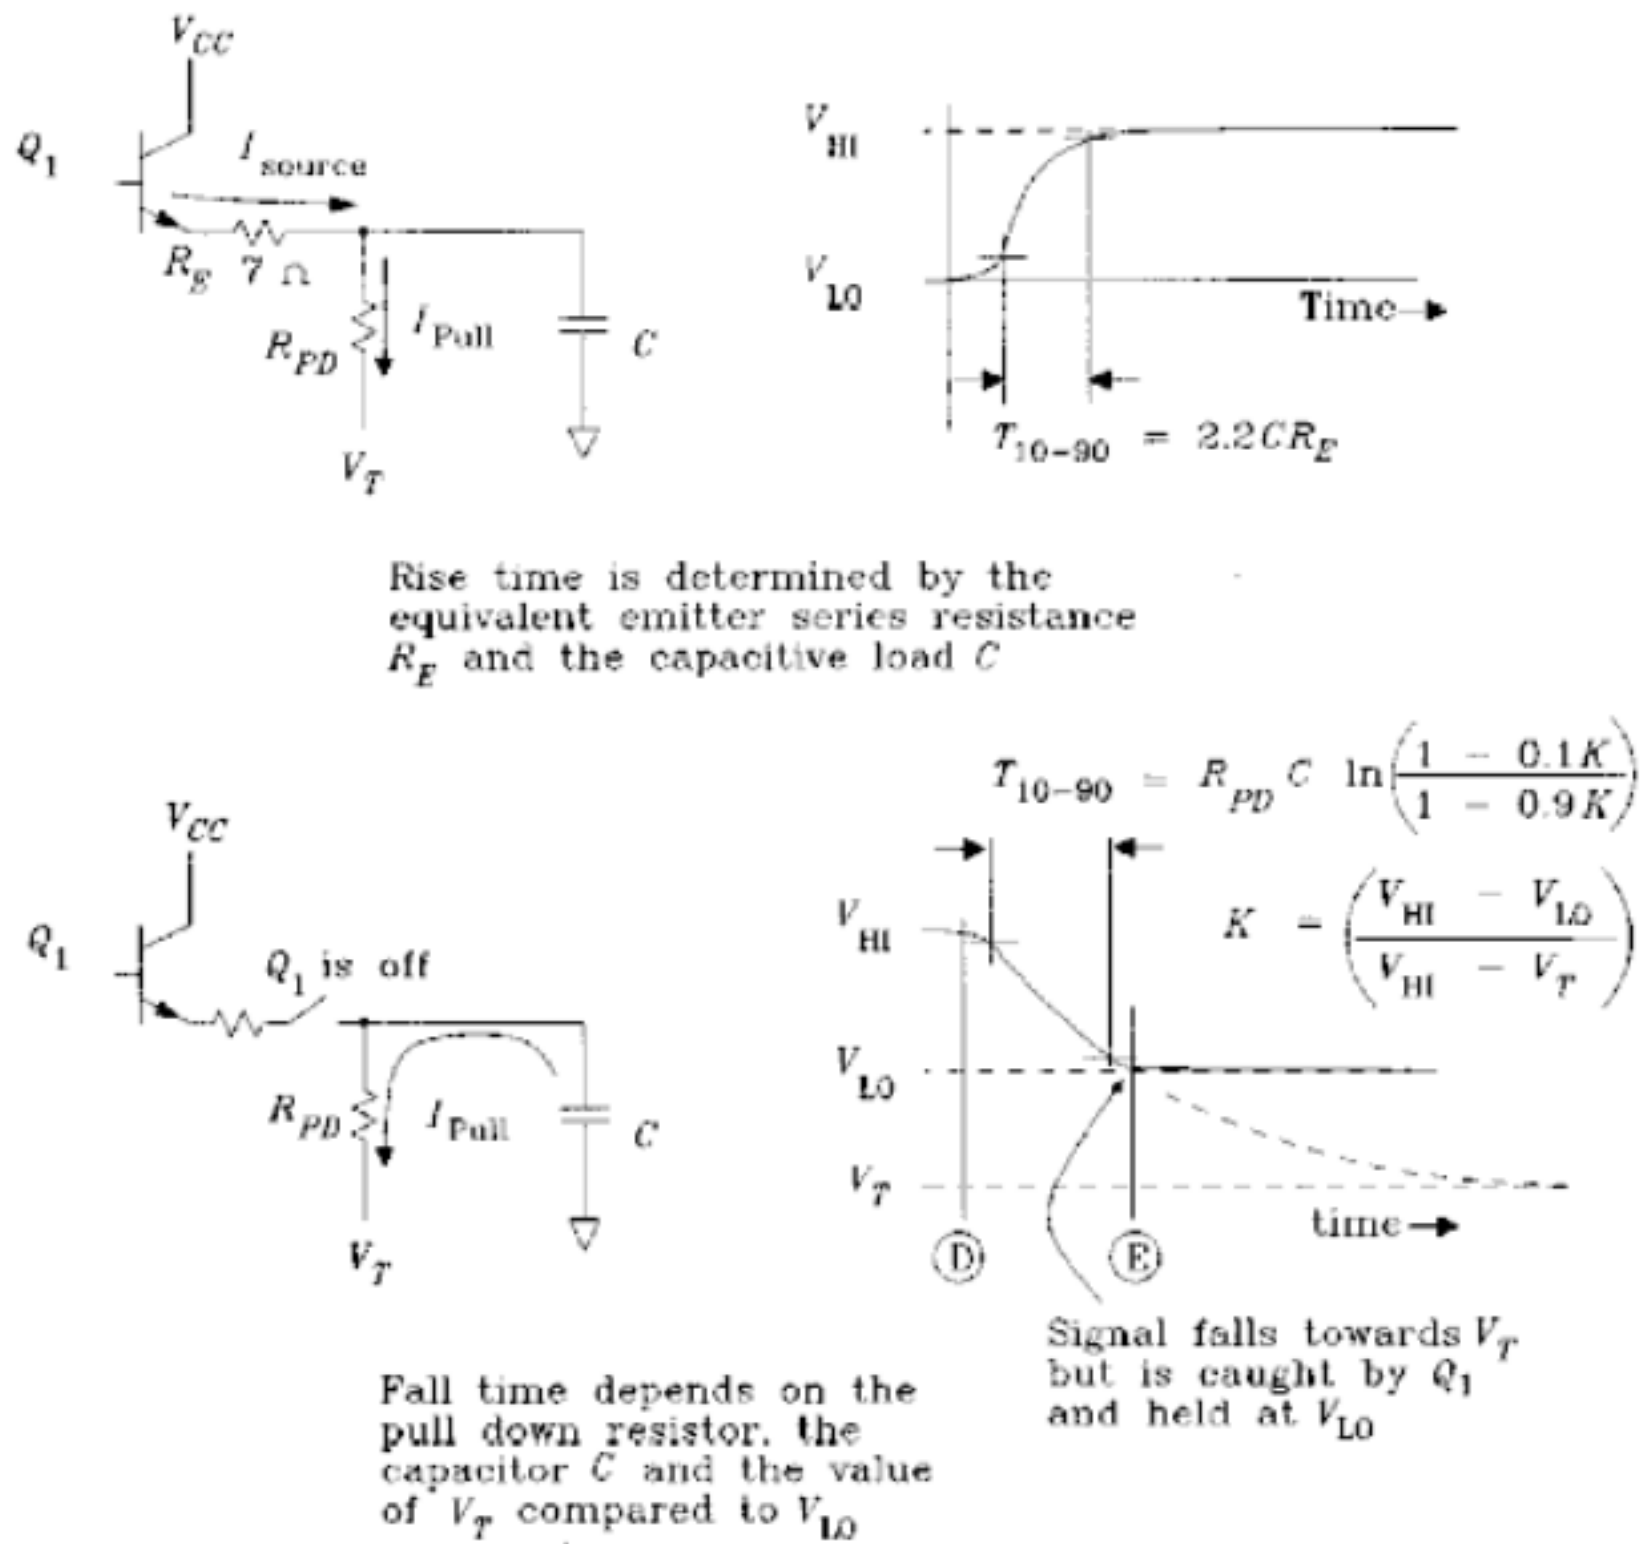 V_CC
Q_1
I_source
R_E 7 Ω
R_PD
I_Pull
C
V_T
V_HI
V_LO
Time
T_10-90 = 2.2CR_E
Rise time is determined by the
equivalent emitter series resistance
R_E and the capacitive load C
V_CC
Q_1
Q_1 is off
R_PD
I_Pull
C
V_T
T_10-90 = R_PD C ln((1 - 0.1K)/(1 - 0.9K))
K = ((V_HI - V_LO)/(V_HI - V_T))
V_HI
V_LO
V_T
time
D
E
Signal falls towards V_T
but is caught by Q_1
and held at V_LO
Fall time depends on the
pull down resistor, the
capacitor C and the value
of V_T compared to V_LO